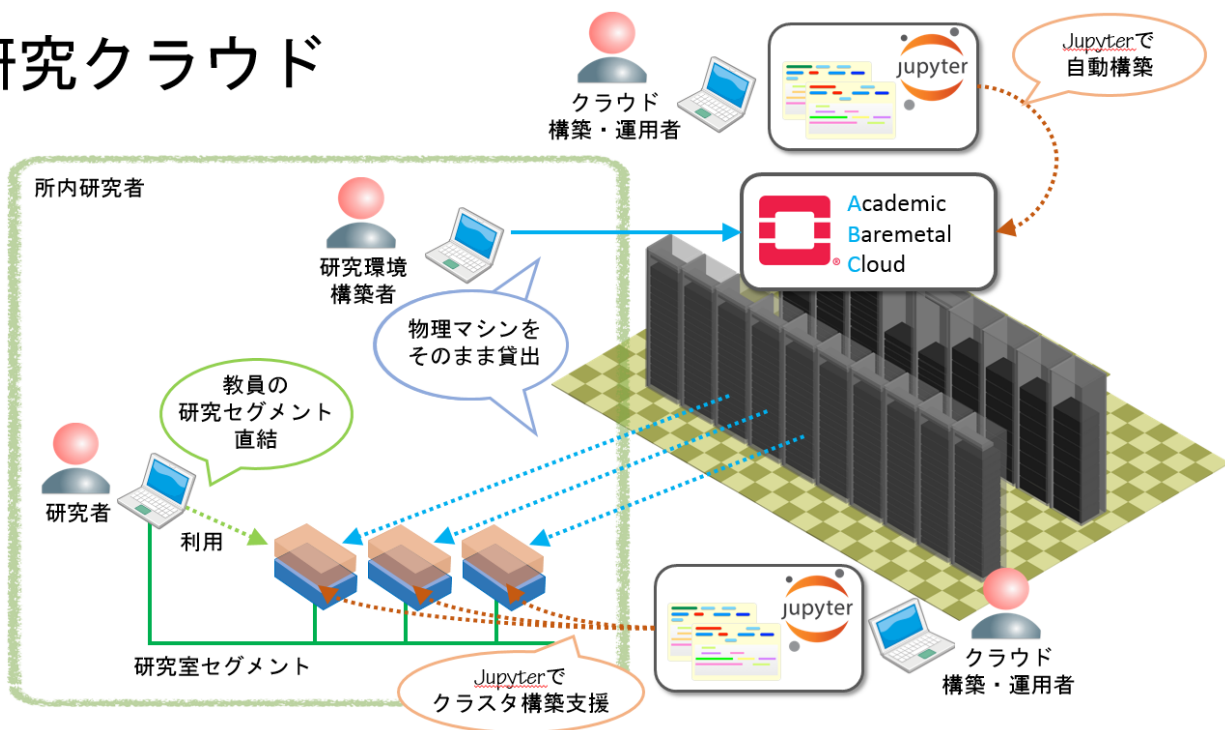 研究クラウド
クラウド
構築・運用者
jupyter
Jupyterで
自動構築
所内研究者
研究環境
構築者
Academic
Baremetal
Cloud
物理マシンを
そのまま貸出
教員の
研究セグメント
直結
研究者
利用
研究室セグメント
Jupyterで
クラスタ構築支援
jupyter
クラウド
構築・運用者